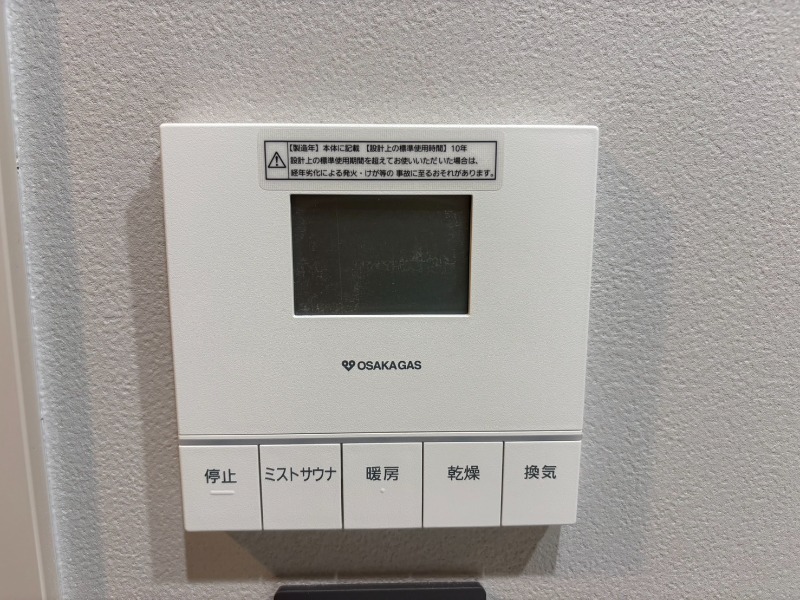 【製造年】本体に記載 【設計上の標準使用時間】10年
設計上の標準使用期間を超えてお使いいただいた場合は、
経年劣化による発火・けが等の 事故に至るおそれがあります。
OSAKA GAS
停止 ミストサウナ 暖房 乾燥 換気